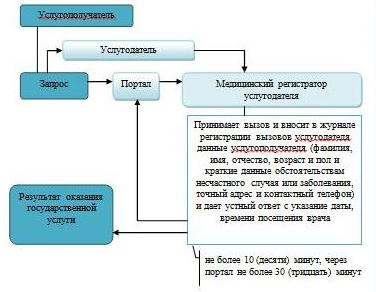 Услугополучатель
Услугодатель
Запрос
Портал
Медицинский регистратор
услугодателя
Принимает вызов и вносит в журнале
регистрации вызовов услугодателя
данные услугополучателя (фамилия,
имя, отчество, возраст и пол и
краткие данные обстоятельствам
несчастного случая или заболевания,
точный адрес и контактный телефон)
и дает устный ответ с указание даты,
времени посещения врача
Результат оказания
государственной
услуги
не более 10 (десяти) минут, через
портал не более 30 (тридцать) минут